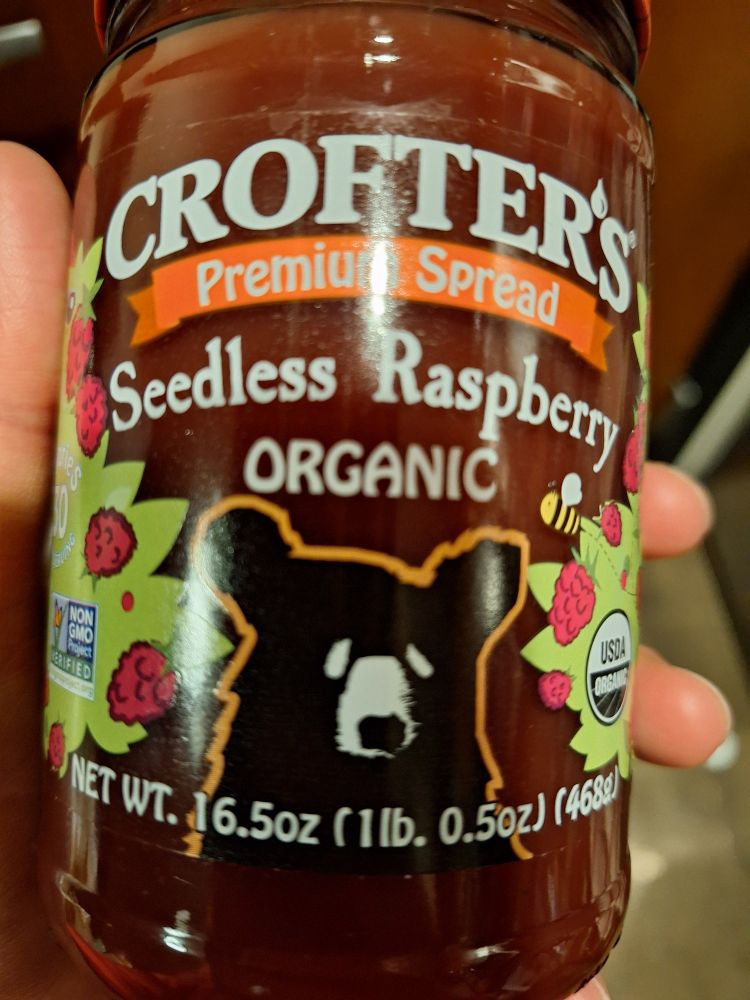 CROFTER'S
Premium Spread
Seedless Raspberry
ORGANIC
NON
GMO
Project
VERIFIED
USDA
ORGANIC
NET WT. 16.5oz (1lb. 0.5oz) (468g)